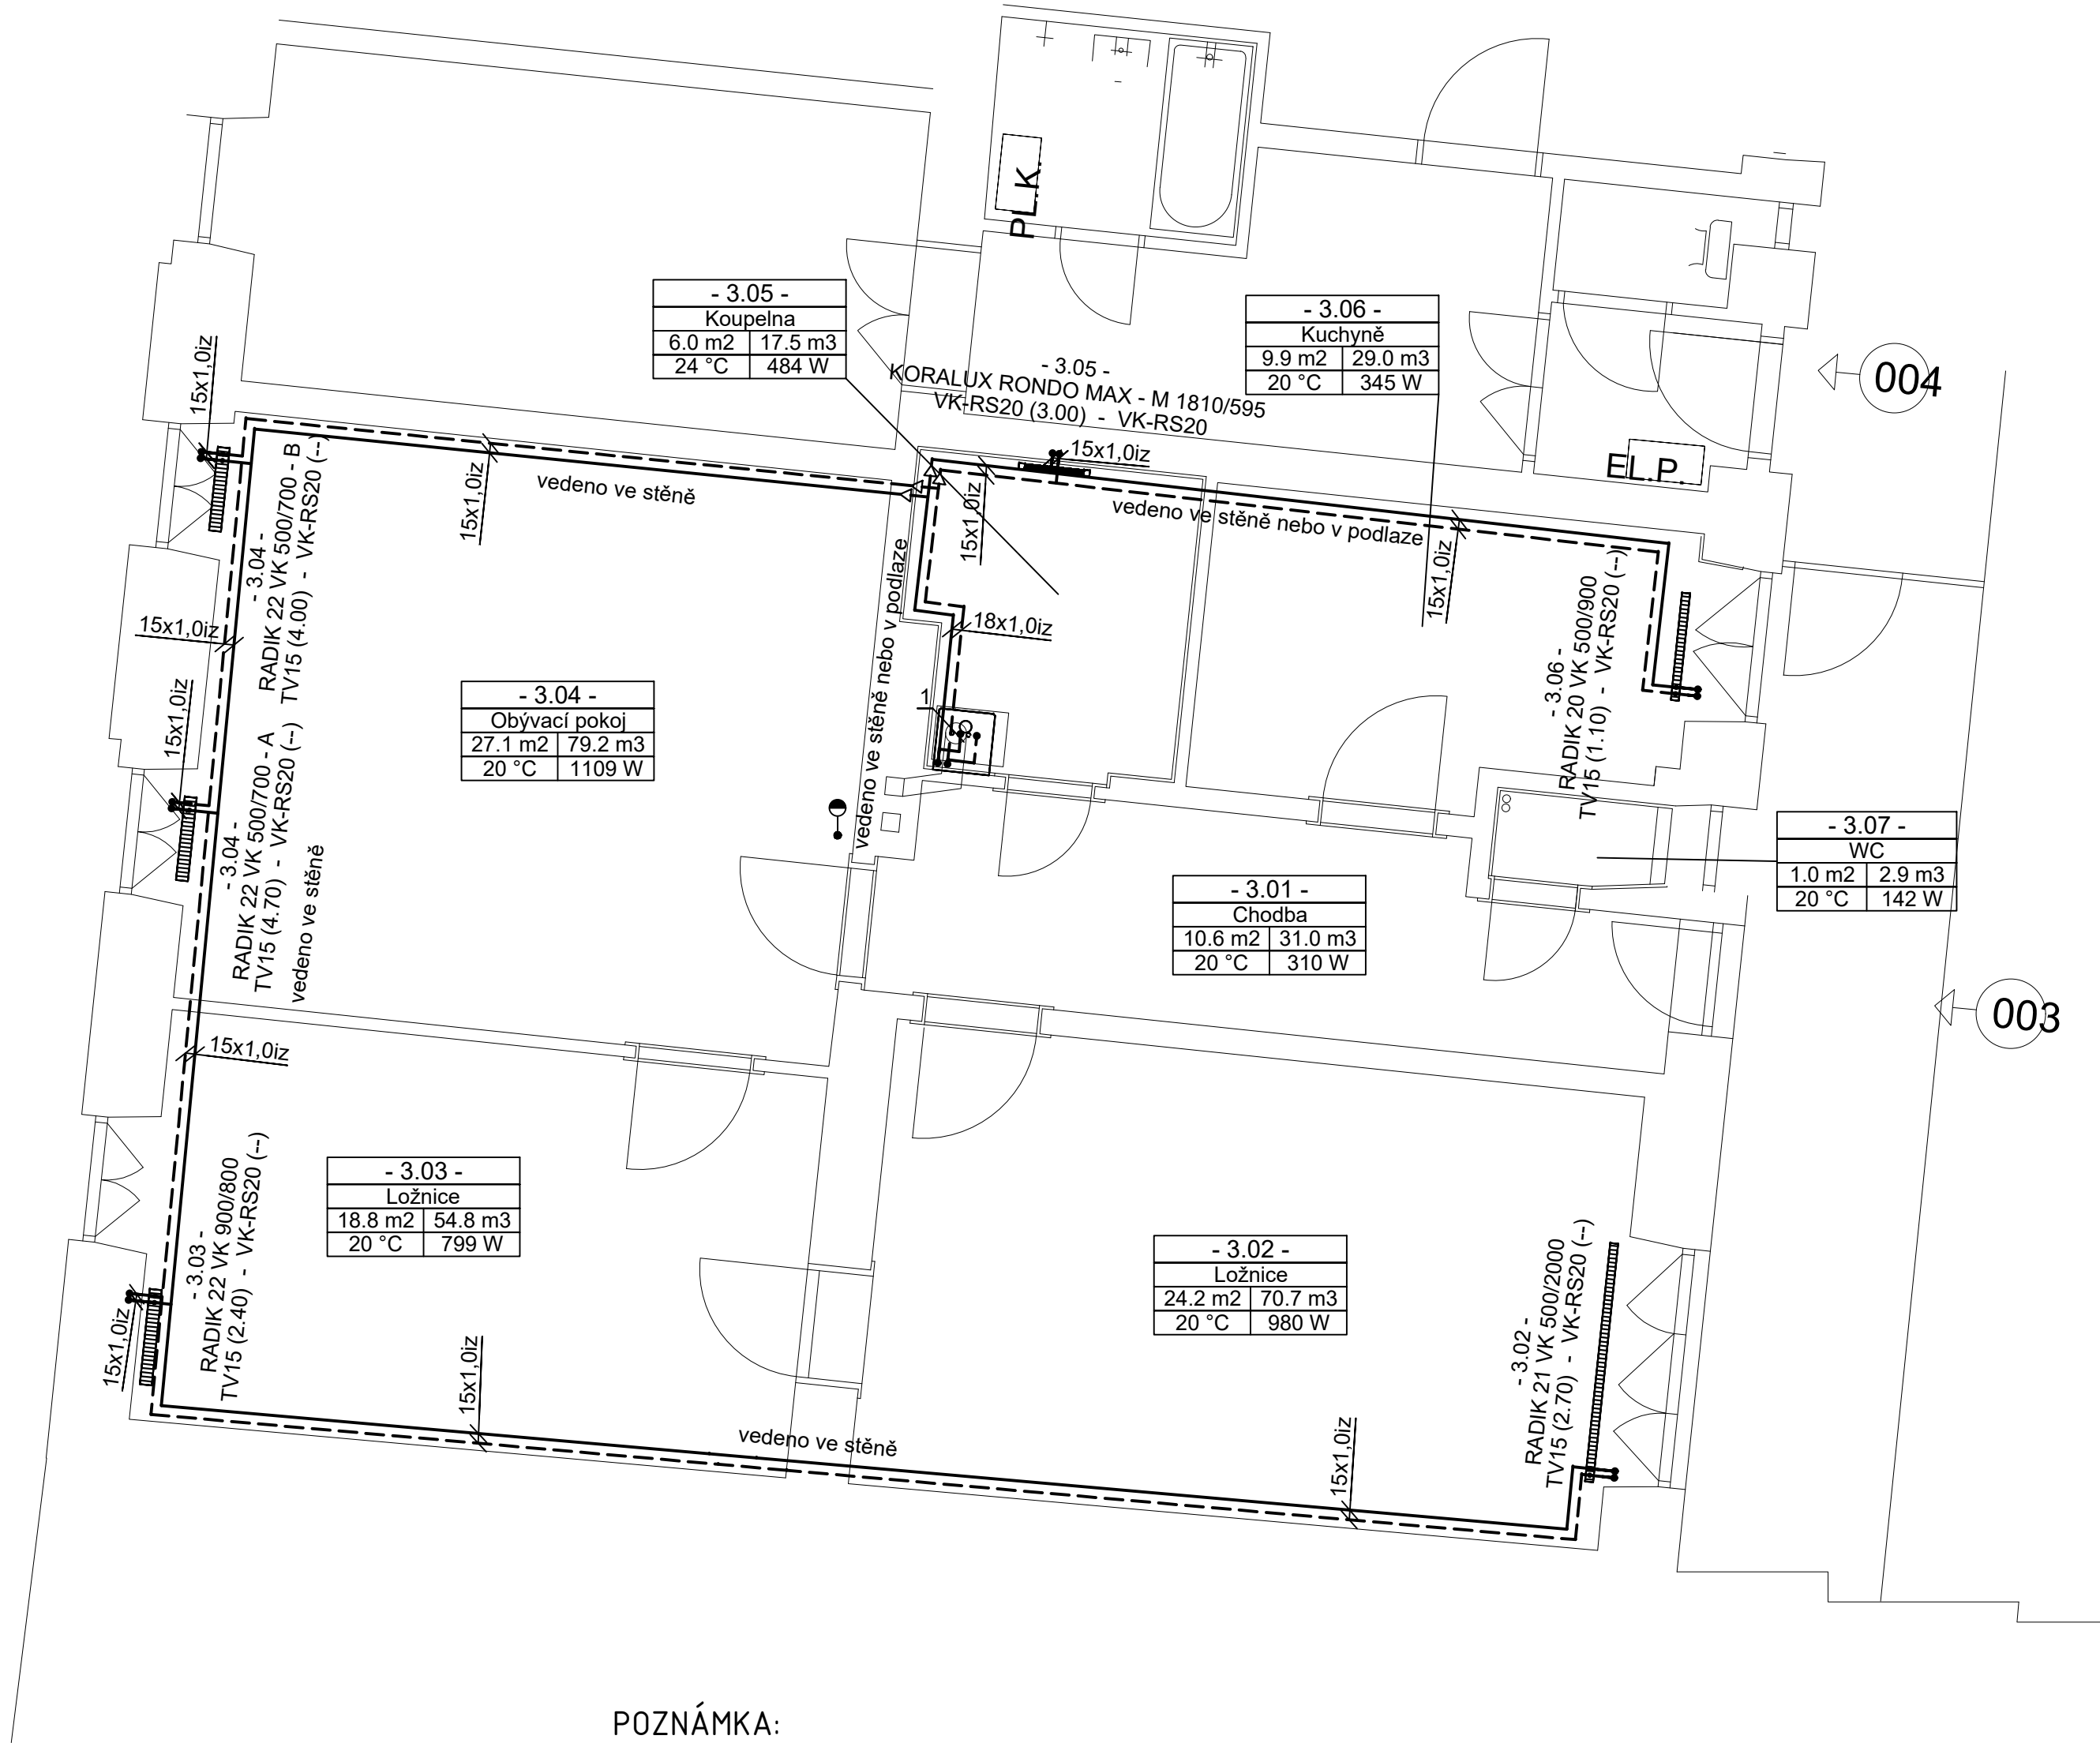 PL.K.
- 3.05 -
Koupelna
6.0 m2 17.5 m3
24 °C 484 W
- 3.06 -
Kuchyně
9.9 m2 29.0 m3
20 °C 345 W
- 3.05 -
KORALUX RONDO MAX - M 1810/595
VK-RS20 (3.00) - VK-RS20
004
15x1,0iz
15x1,0iz
vedeno ve stěně
15x1,0iz
15x1,0iz
vedeno ve stěně nebo v podlaze
15x1,0iz
EL.P.
- 3.04 -
RADIK 22 VK 500/700 - B
TV15 (4.00) - VK-RS20 (--)
15x1,0iz
15x1,0iz
vedeno ve stěně nebo v podlaze
18x1,0iz
1
- 3.06 -
RADIK 20 VK 500/900
TV15 (1.10) - VK-RS20 (--)
- 3.04 -
Obývací pokoj
27.1 m2 79.2 m3
20 °C 1109 W
- 3.04 -
RADIK 22 VK 500/700 - A
TV15 (4.70) - VK-RS20 (--)
vedeno ve stěně
- 3.07 -
WC
1.0 m2 2.9 m3
20 °C 142 W
- 3.01 -
Chodba
10.6 m2 31.0 m3
20 °C 310 W
003
15x1,0iz
- 3.03 -
RADIK 22 VK 900/800
TV15 (2.40) - VK-RS20 (--)
- 3.03 -
Ložnice
18.8 m2 54.8 m3
20 °C 799 W
- 3.02 -
Ložnice
24.2 m2 70.7 m3
20 °C 980 W
- 3.02 -
RADIK 21 VK 500/2000
TV15 (2.70) - VK-RS20 (--)
15x1,0iz
15x1,0iz
vedeno ve stěně
15x1,0iz
POZNÁMKA: